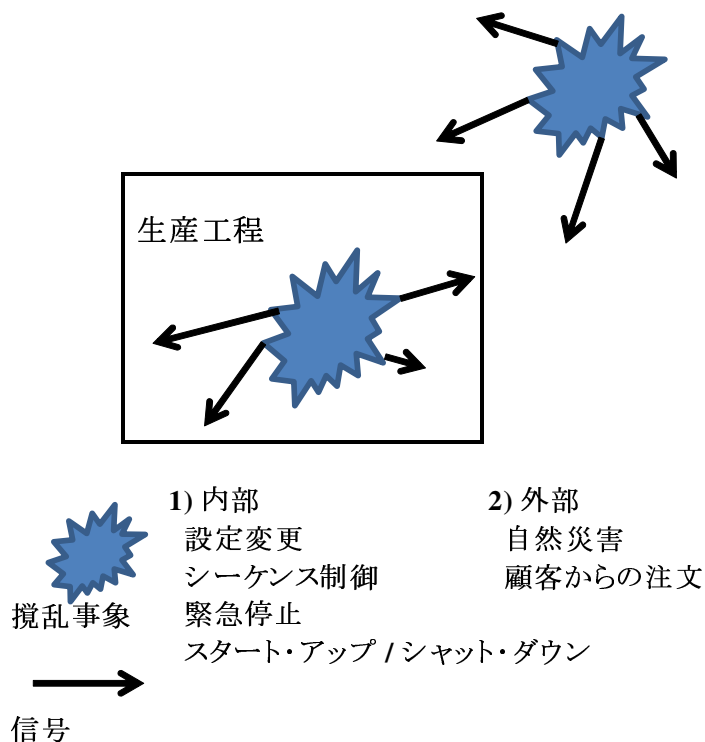 生産工程
1) 内部
設定変更
シーケンス制御
緊急停止
スタート・アップ / シャット・ダウン
2) 外部
自然災害
顧客からの注文
撹乱事象
信号